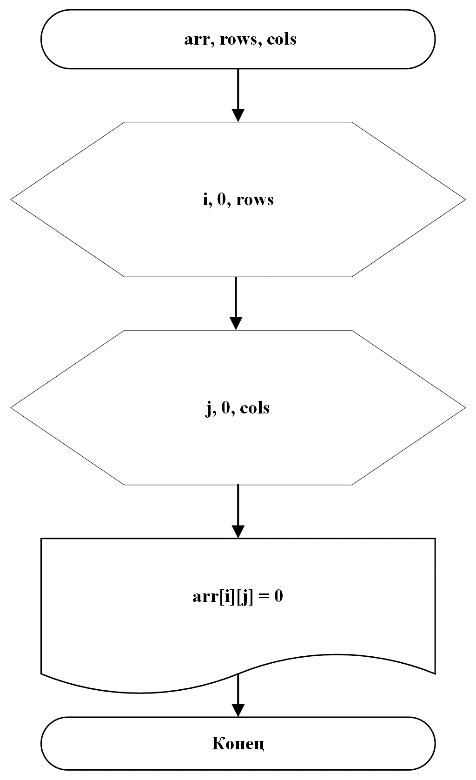 arr, rows, cols
i, 0, rows
j, 0, cols
arr[i][j] = 0
Конец